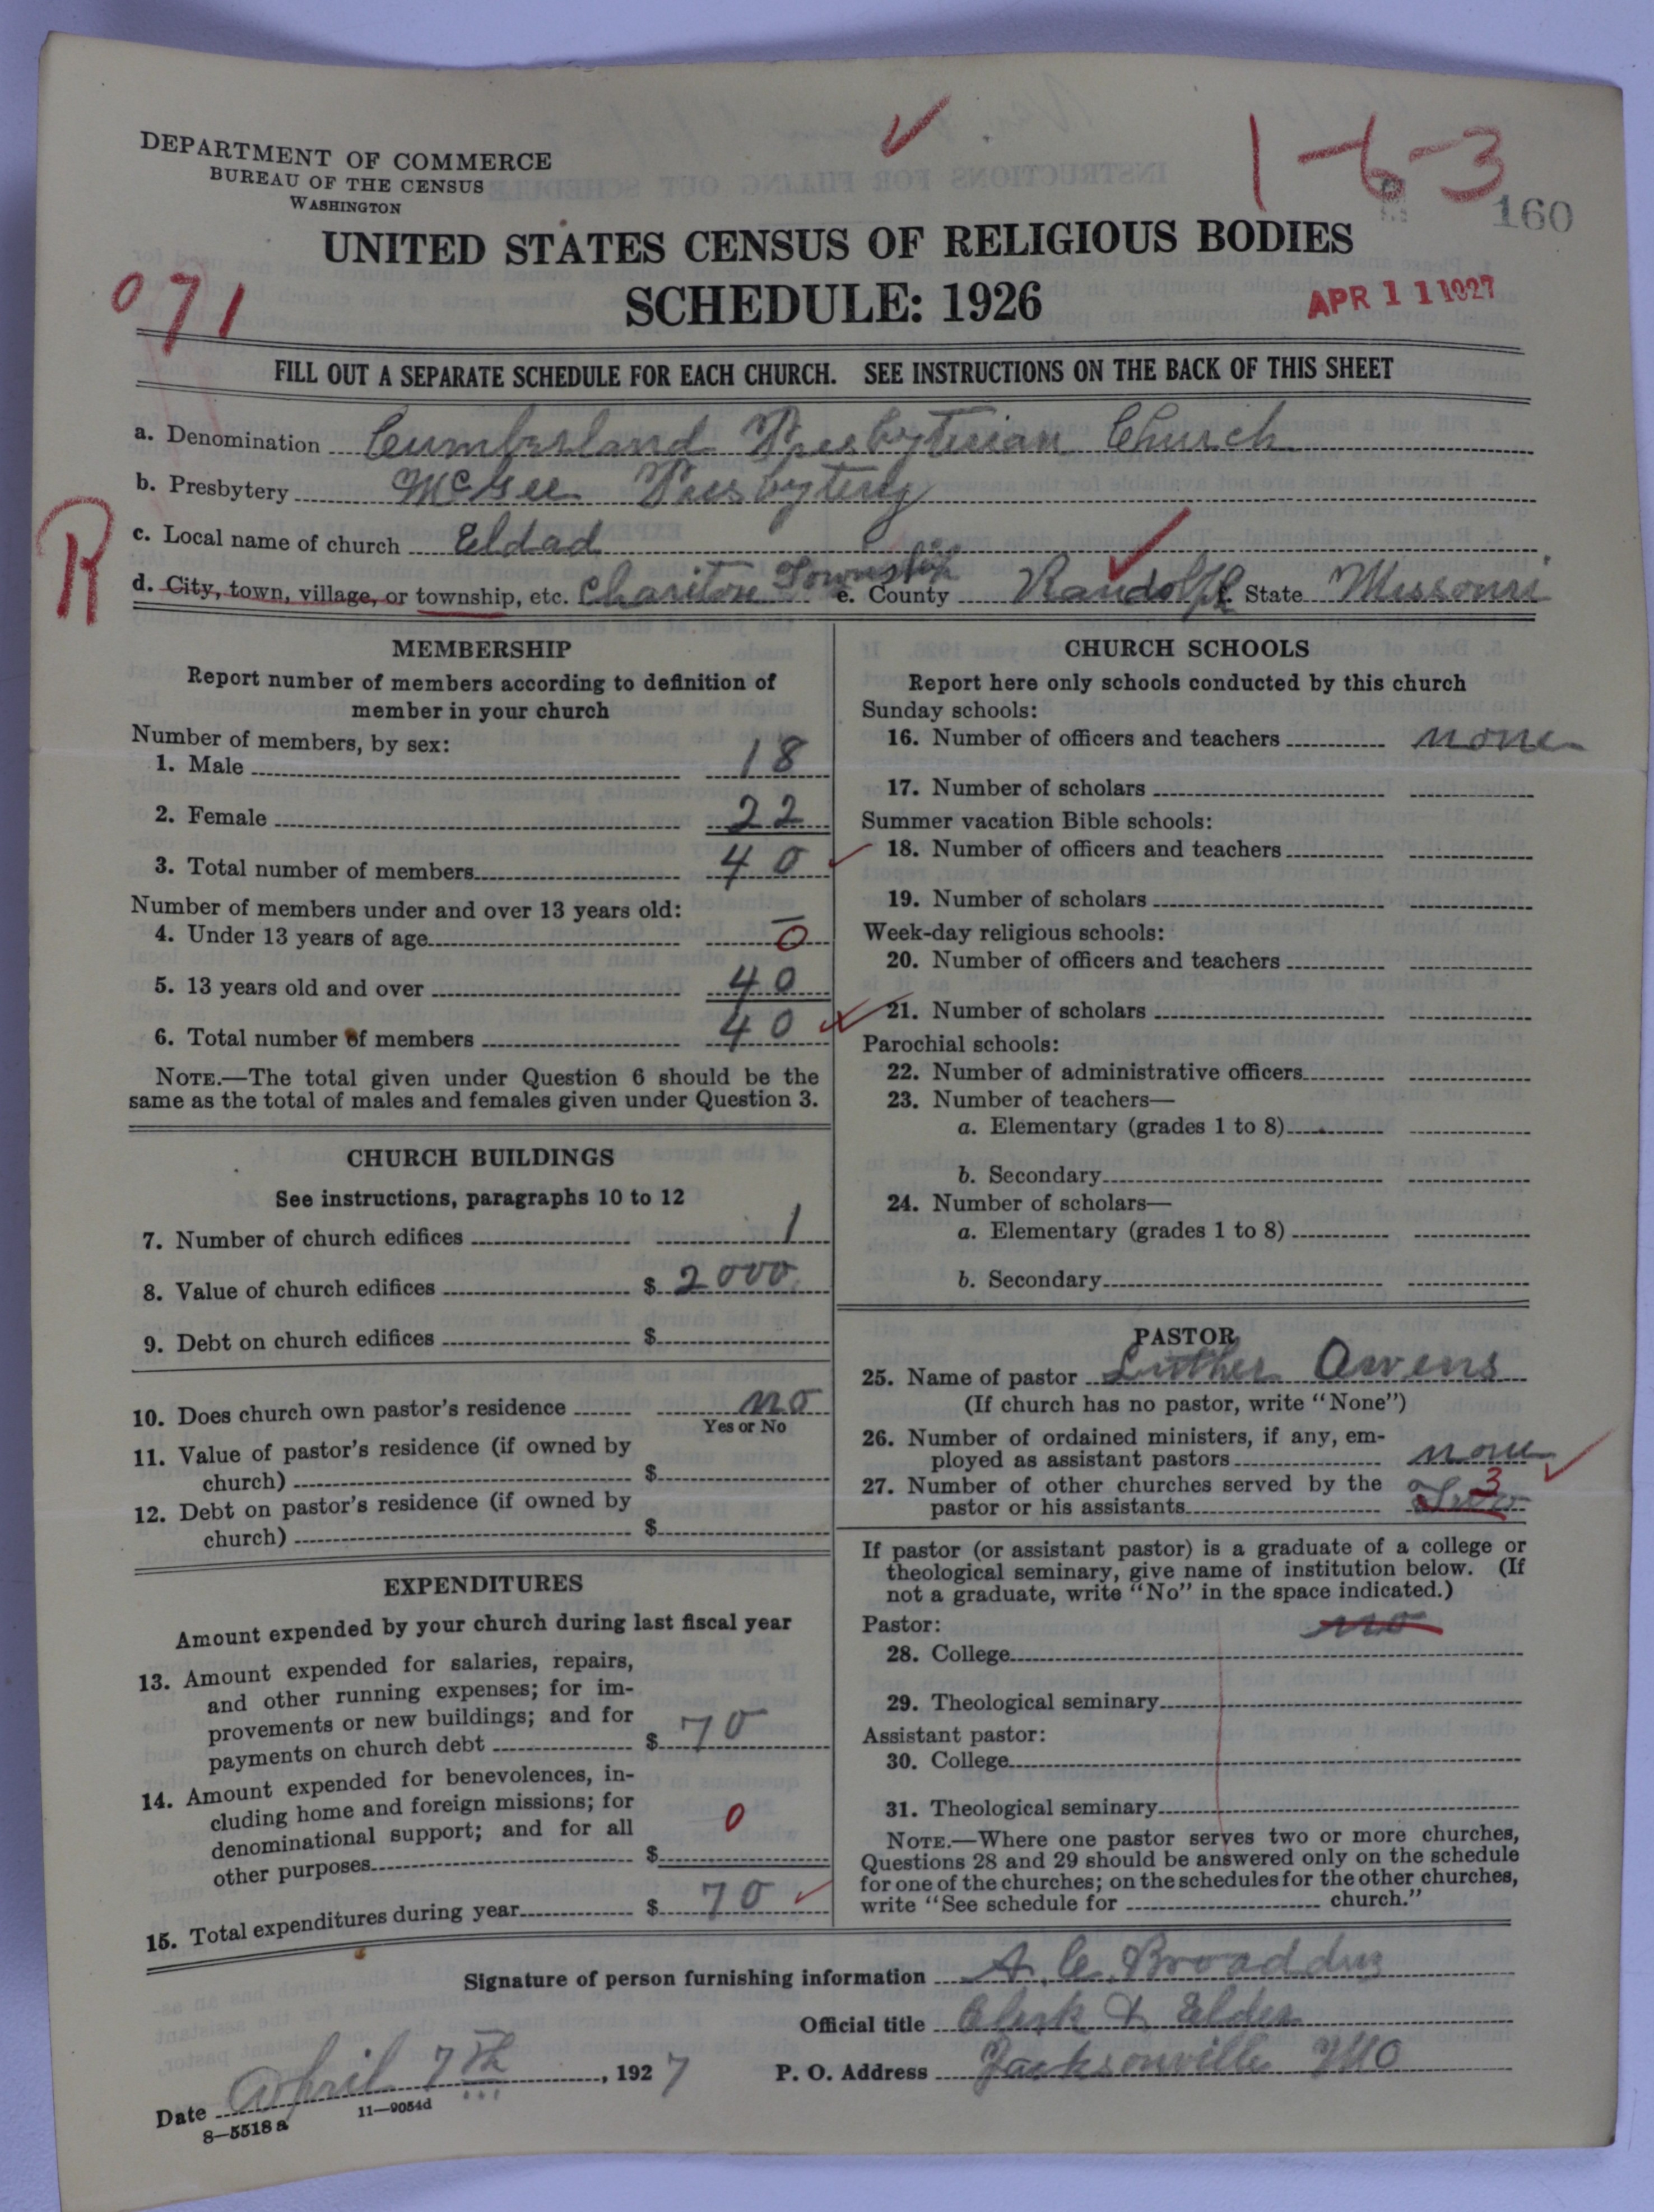 DEPARTMENT OF COMMERCE
BUREAU OF THE CENSUS
WASHINGTON
1-6-3
160
UNITED STATES CENSUS OF RELIGIOUS BODIES
SCHEDULE: 1926
071
APR 11 1927
FILL OUT A SEPARATE SCHEDULE FOR EACH CHURCH. SEE INSTRUCTIONS ON THE BACK OF THIS SHEET
a. Denomination Cumberland Presbyterian Church
b. Presbytery McGee Presbytery
R
c. Local name of church Eldad
d. City, town, village, or township, etc. Chariton Township e. County Randolph State Missouri
MEMBERSHIP
Report number of members according to definition of
member in your church
Number of members, by sex:
1. Male 18
2. Female 22
3. Total number of members 40
Number of members under and over 13 years old:
4. Under 13 years of age 0
5. 13 years old and over 40
6. Total number of members 40
NOTE.—The total given under Question 6 should be the
same as the total of males and females given under Question 3.
CHURCH BUILDINGS
See instructions, paragraphs 10 to 12
7. Number of church edifices 1
8. Value of church edifices $ 2000
9. Debt on church edifices $
10. Does church own pastor's residence no
Yes or No
11. Value of pastor's residence (if owned by
church) $
12. Debt on pastor's residence (if owned by
church) $
EXPENDITURES
Amount expended by your church during last fiscal year
13. Amount expended for salaries, repairs,
and other running expenses; for im-
provements or new buildings; and for
payments on church debt $ 70
14. Amount expended for benevolences, in-
cluding home and foreign missions; for
denominational support; and for all
other purposes $ 0
15. Total expenditures during year $ 70
CHURCH SCHOOLS
Report here only schools conducted by this church
Sunday schools:
16. Number of officers and teachers none
17. Number of scholars
Summer vacation Bible schools:
18. Number of officers and teachers
19. Number of scholars
Week-day religious schools:
20. Number of officers and teachers
21. Number of scholars
Parochial schools:
22. Number of administrative officers
23. Number of teachers—
a. Elementary (grades 1 to 8)
b. Secondary
24. Number of scholars—
a. Elementary (grades 1 to 8)
b. Secondary
PASTOR
25. Name of pastor Luther Owens
(If church has no pastor, write "None")
26. Number of ordained ministers, if any, em-
ployed as assistant pastors none
27. Number of other churches served by the
pastor or his assistants Two 3
If pastor (or assistant pastor) is a graduate of a college or
theological seminary, give name of institution below. (If
not a graduate, write "No" in the space indicated.)
Pastor: no
28. College
29. Theological seminary
Assistant pastor:
30. College
31. Theological seminary
NOTE.—Where one pastor serves two or more churches,
Questions 28 and 29 should be answered only on the schedule
for one of the churches; on the schedules for the other churches,
write "See schedule for church."
Signature of person furnishing information A. C. Broaddus
Official title Clerk & Elder
Date April 7th, 1927 P. O. Address Jacksonville MO
8—5518 a 11—9054d